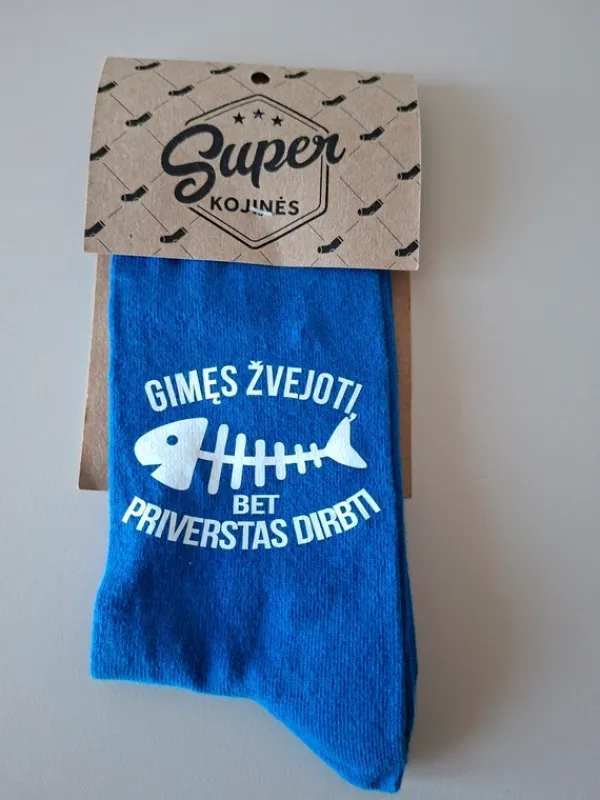 Super
KOJINĖS
GIMĘS ŽVEJOTI,
BET
PRIVERSTAS DIRBTI